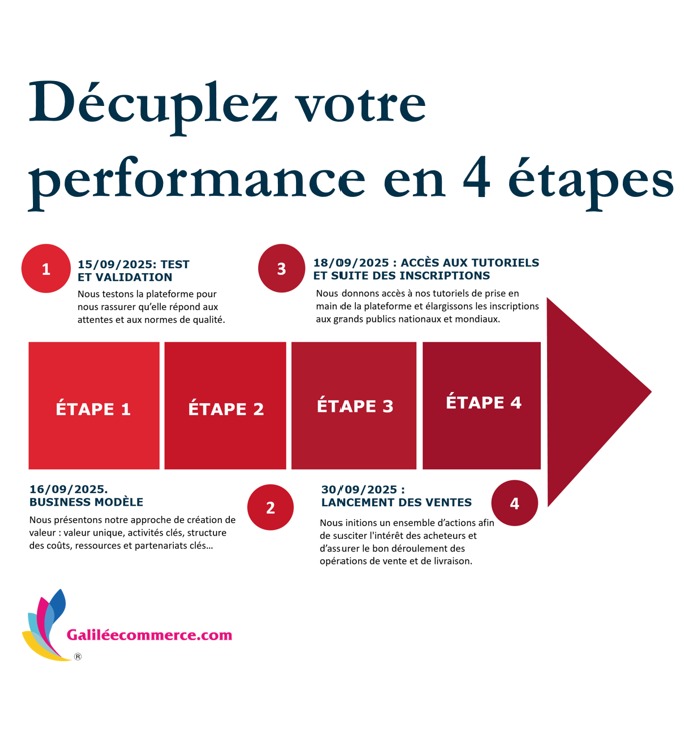 Décuplez votre
performance en 4 étapes
1
15/09/2025: TEST
ET VALIDATION
Nous testons la plateforme pour
nous rassurer qu'elle répond aux
attentes et aux normes de qualité.
3
18/09/2025 : ACCÈS AUX TUTORIELS
ET SUITE DES INSCRIPTIONS
Nous donnons accès à nos tutoriels de prise en
main de la plateforme et élargissons les inscriptions
aux grands publics nationaux et mondiaux.
ÉTAPE 1
ÉTAPE 2
ÉTAPE 3
ÉTAPE 4
16/09/2025.
BUSINESS MODÈLE
Nous présentons notre approche de création de
valeur : valeur unique, activités clés, structure
des coûts, ressources et partenariats clés...
2
30/09/2025 :
LANCEMENT DES VENTES
Nous initions un ensemble d'actions afin
de susciter l'intérêt des acheteurs et
d'assurer le bon déroulement des
opérations de vente et de livraison.
4
Galiléecommerce.com
®